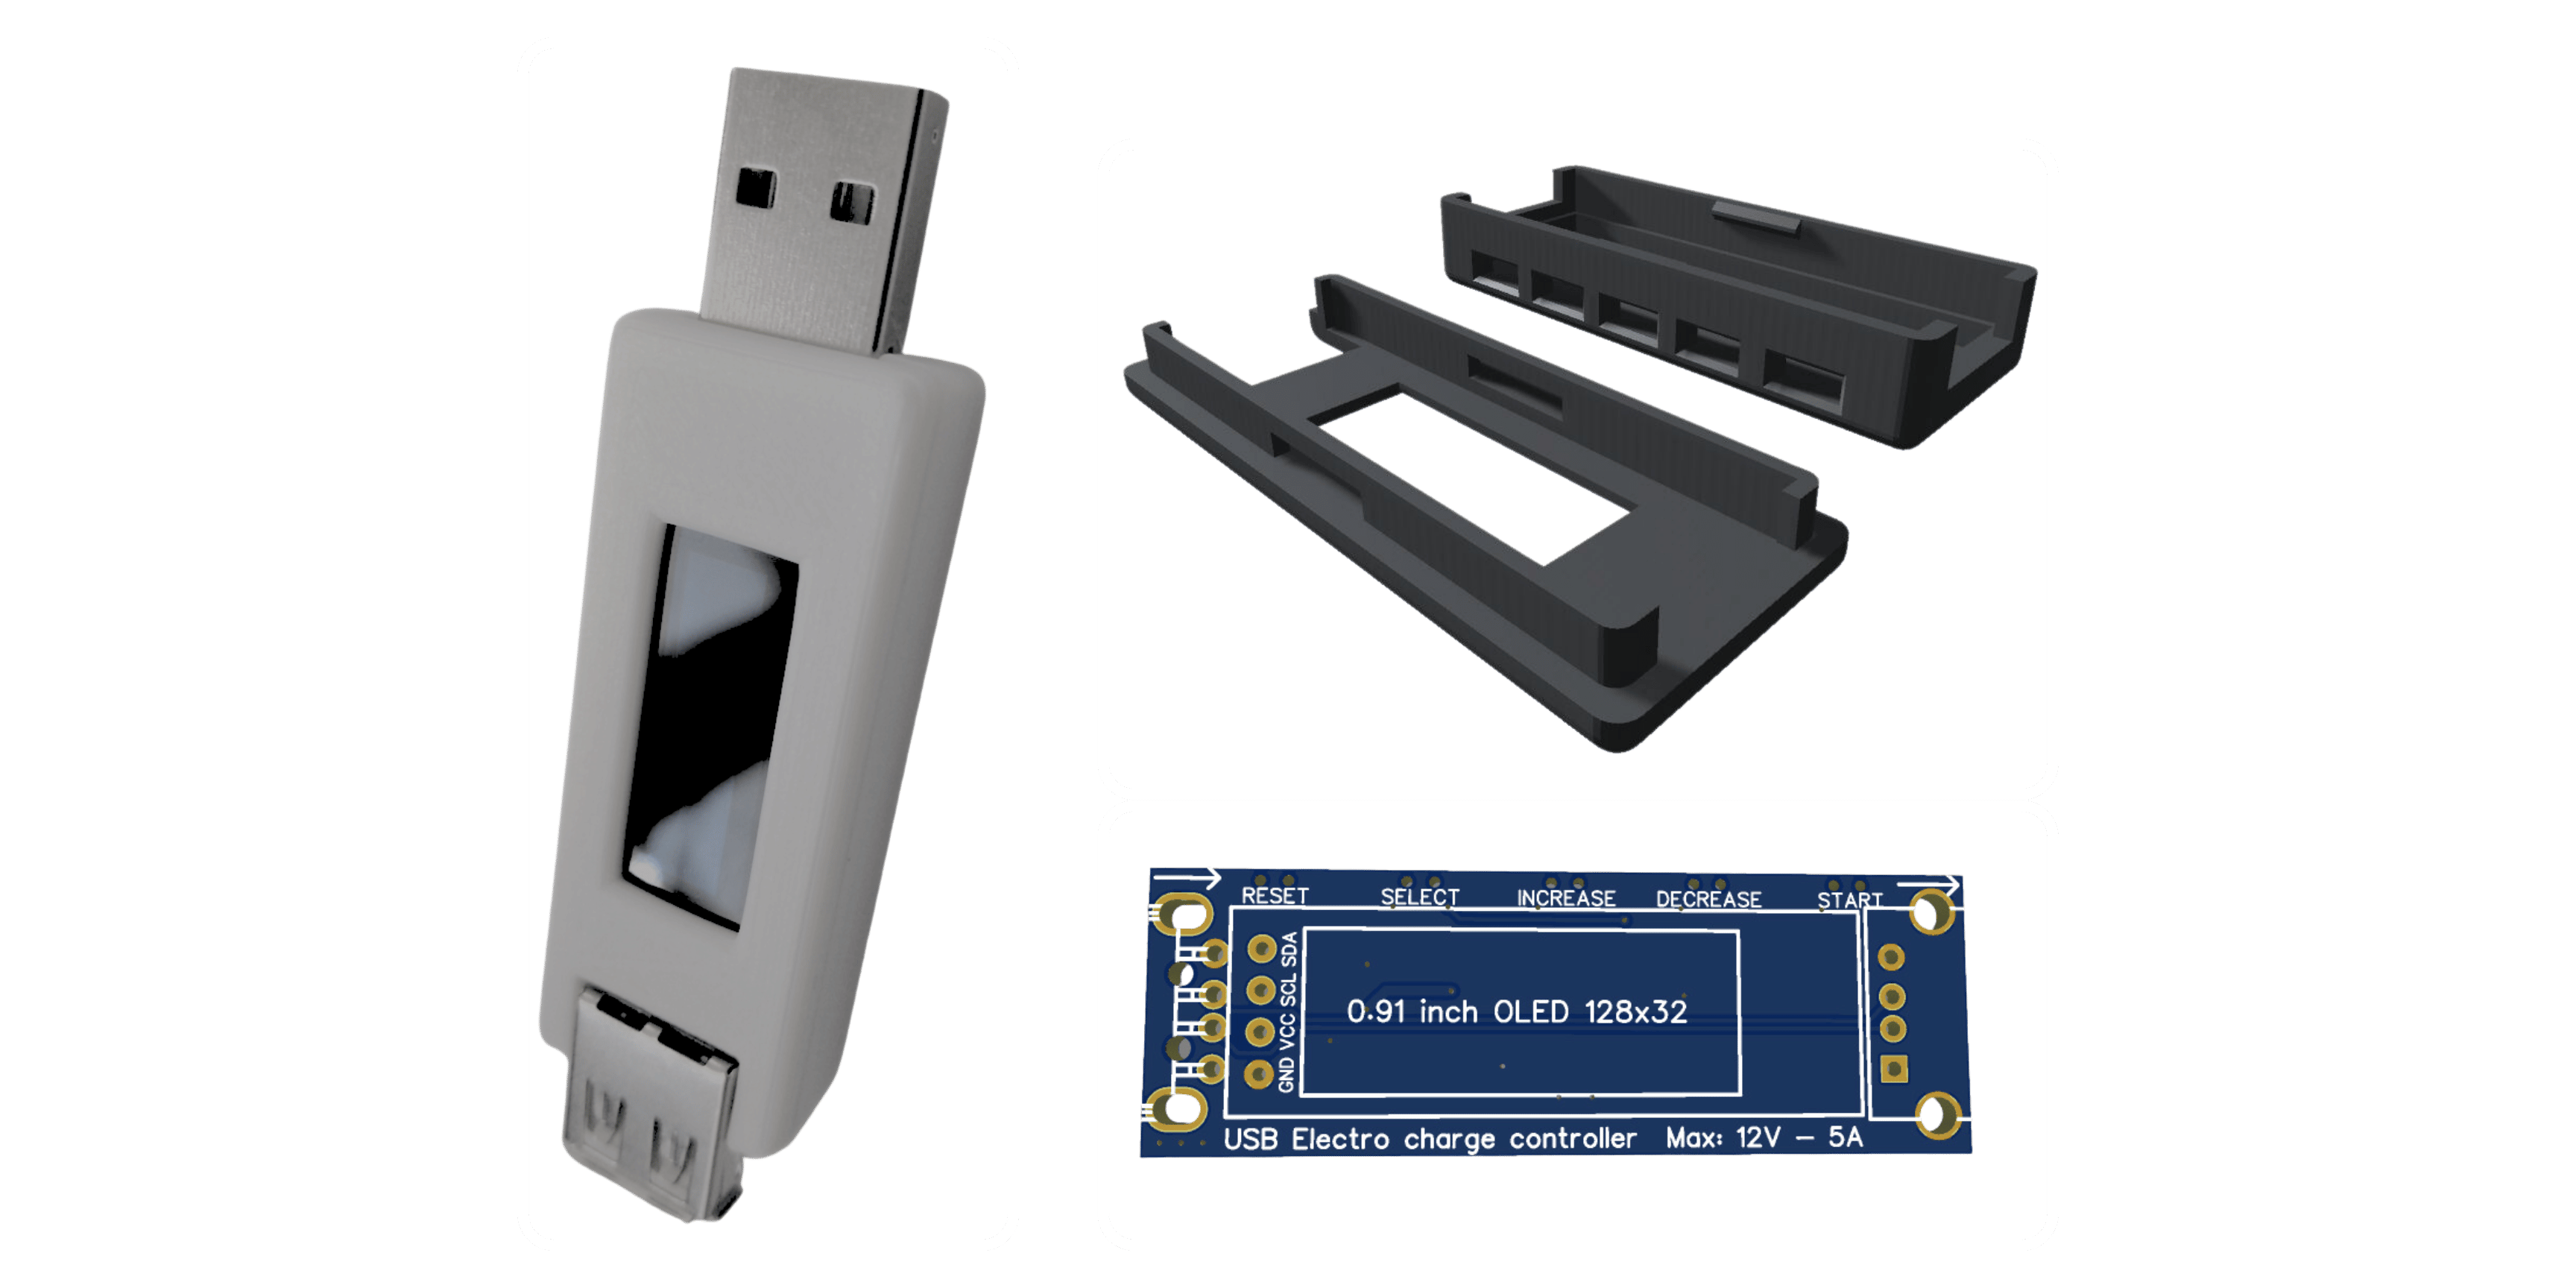 RESET SELECT INCREASE DECREASE START
SDA
SCL
VCC
GND
0.91 inch OLED 128x32
USB Electro charge controller Max: 12V - 5A